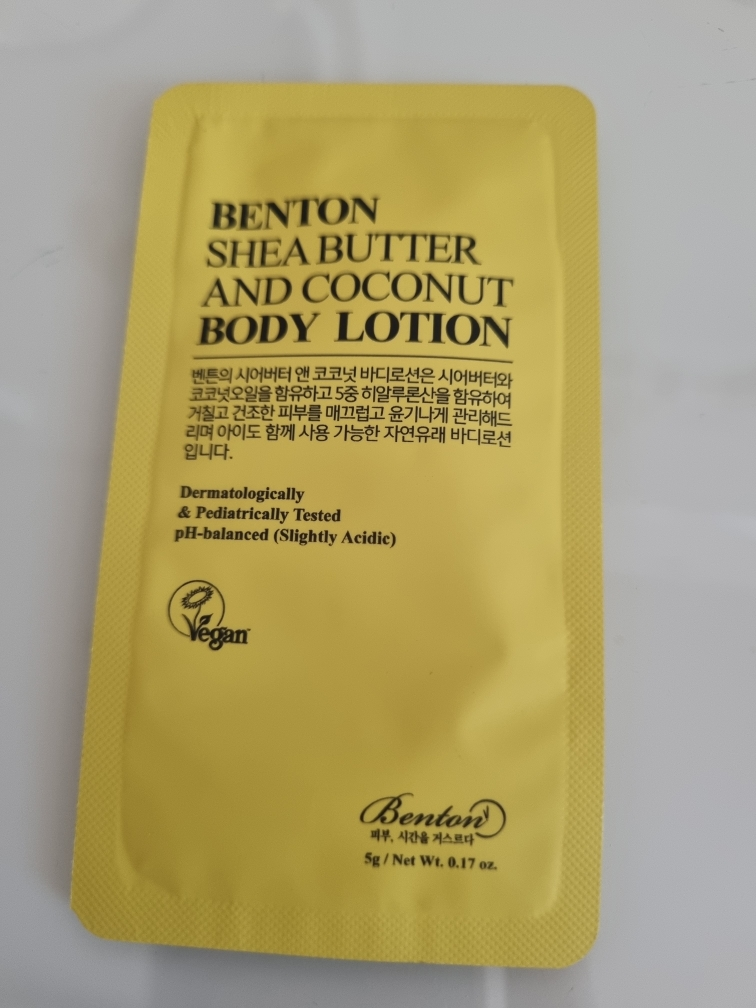 BENTON
SHEA BUTTER
AND COCONUT
BODY LOTION
벤튼의 시어버터 앤 코코넛 바디로션은 시어버터와
코코넛오일을 함유하고 5중 히알루론산을 함유하여
거칠고 건조한 피부를 매끄럽고 윤기나게 관리해드
리며 아이도 함께 사용 가능한 자연유래 바디로션
입니다.
Dermatologically
& Pediatrically Tested
pH-balanced (Slightly Acidic)
Vegan
Benton
피부, 시간을 거스르다
5g / Net Wt. 0.17 oz.